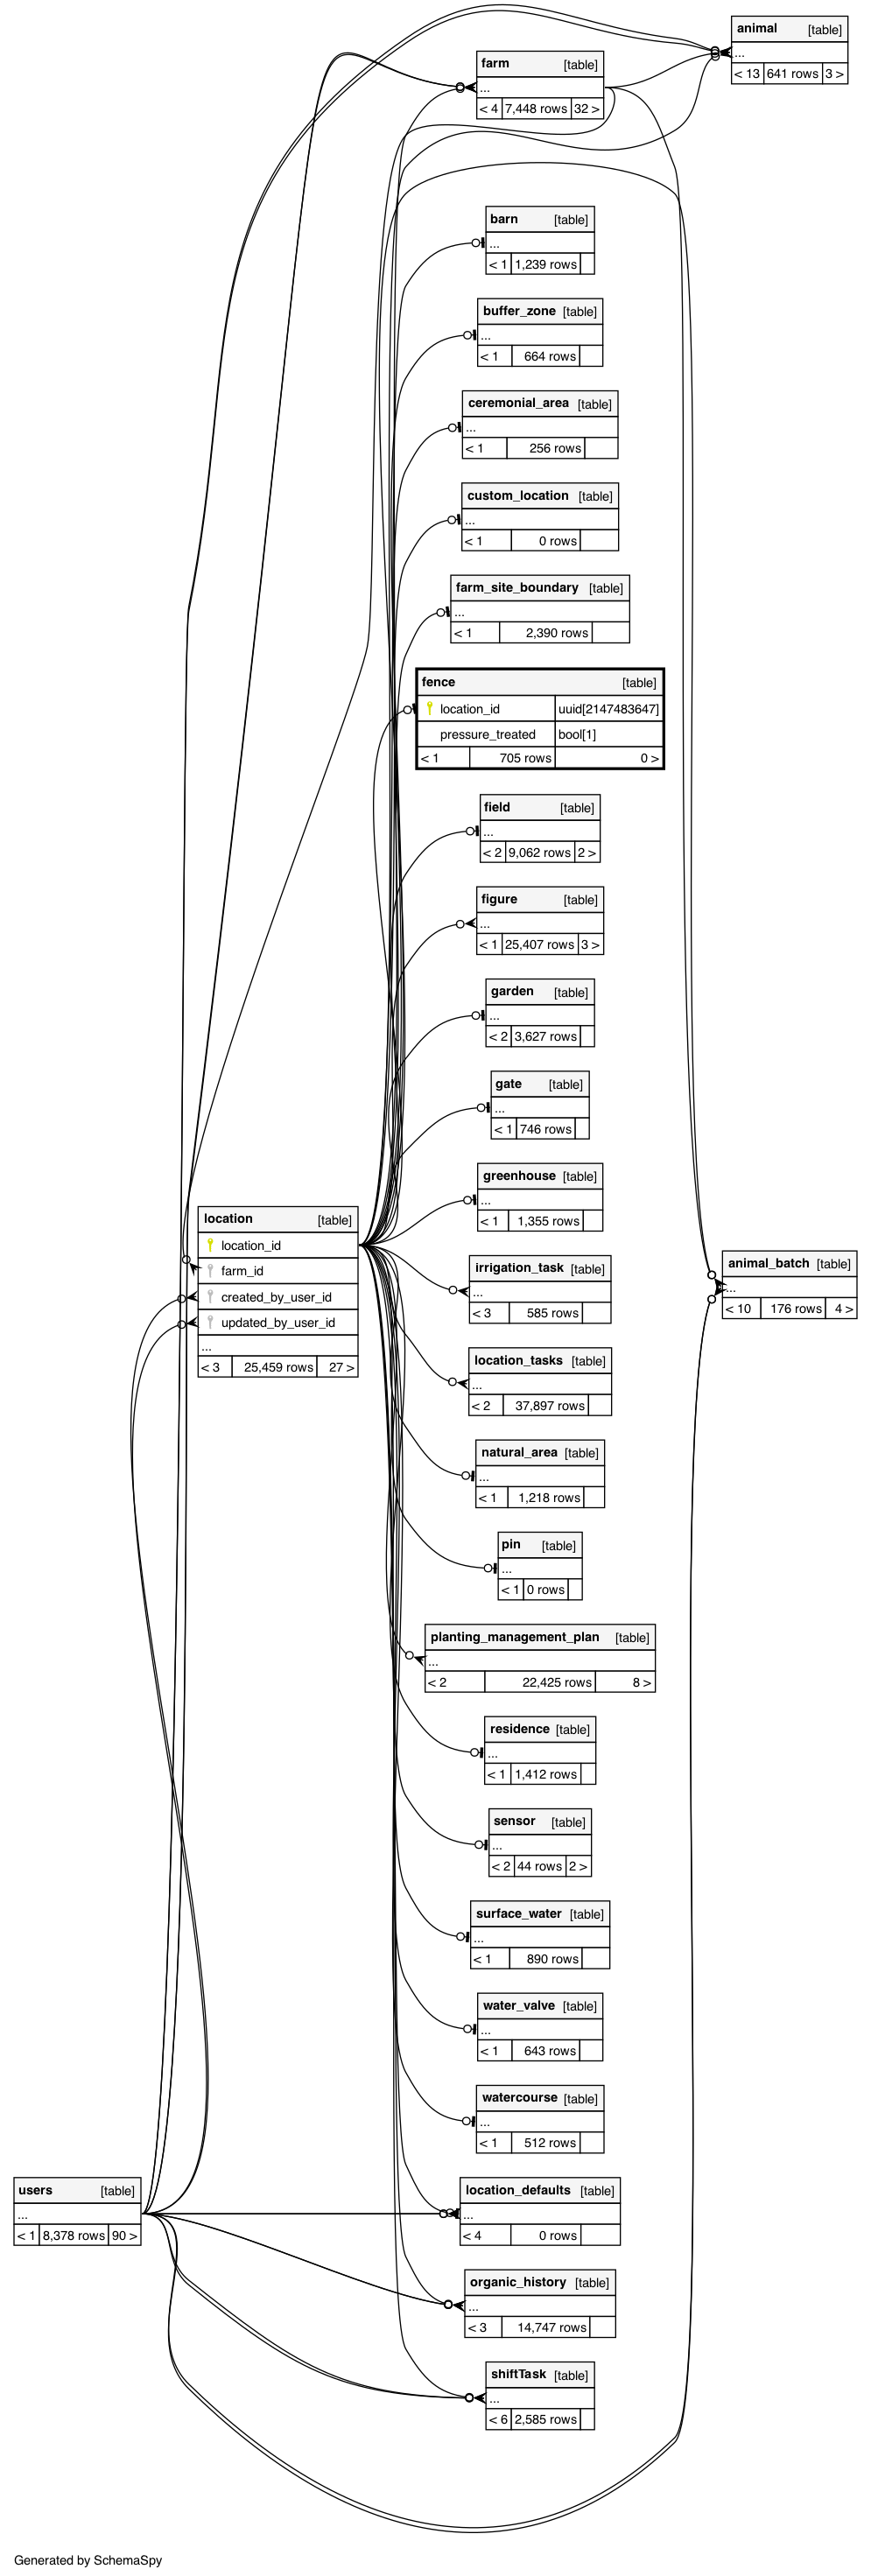 animal [table]
...
< 13 641 rows 3 >
farm [table]
...
< 4 7,448 rows 32 >
barn [table]
...
< 1 1,239 rows
buffer_zone [table]
...
< 1 664 rows
ceremonial_area [table]
...
< 1 256 rows
custom_location [table]
...
< 1 0 rows
farm_site_boundary [table]
...
< 1 2,390 rows
fence [table]
location_id uuid[2147483647]
pressure_treated bool[1]
< 1 705 rows 0 >
field [table]
...
< 2 9,062 rows 2 >
figure [table]
...
< 1 25,407 rows 3 >
garden [table]
...
< 2 3,627 rows
gate [table]
...
< 1 746 rows
greenhouse [table]
...
< 1 1,355 rows
location [table]
location_id
farm_id
created_by_user_id
updated_by_user_id
...
< 3 25,459 rows 27 >
irrigation_task [table]
...
< 3 585 rows
animal_batch [table]
...
< 10 176 rows 4 >
location_tasks [table]
...
< 2 37,897 rows
natural_area [table]
...
< 1 1,218 rows
pin [table]
...
< 1 0 rows
planting_management_plan [table]
...
< 2 22,425 rows 8 >
residence [table]
...
< 1 1,412 rows
sensor [table]
...
< 2 44 rows 2 >
surface_water [table]
...
< 1 890 rows
water_valve [table]
...
< 1 643 rows
watercourse [table]
...
< 1 512 rows
users [table]
...
< 1 8,378 rows 90 >
location_defaults [table]
...
< 4 0 rows
organic_history [table]
...
< 3 14,747 rows
shiftTask [table]
...
< 6 2,585 rows
Generated by SchemaSpy